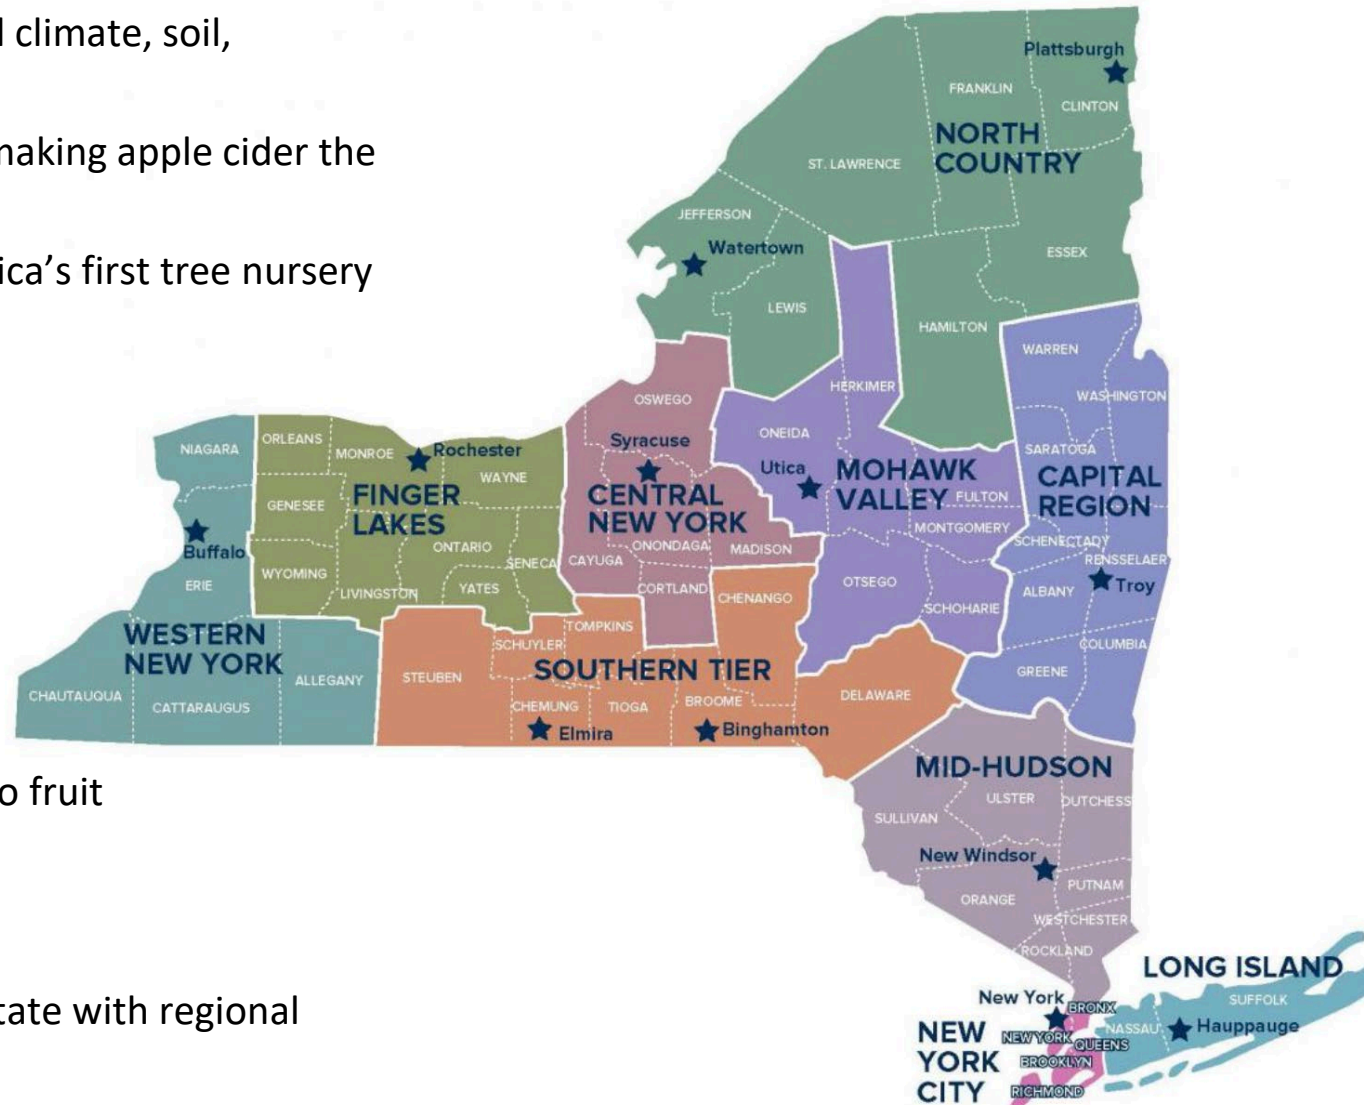 l climate, soil,
making apple cider the
ica’s first tree nursery
o fruit
tate with regional
Plattsburgh
FRANKLIN
CLINTON
NORTH
COUNTRY
ST. LAWRENCE
JEFFERSON
Watertown
ESSEX
LEWIS
HAMILTON
WARREN
HERKIMER
WASHINGTON
OSWEGO
ONEIDA
SARATOGA
NIAGARA
ORLEANS
MONROE
Rochester
WAYNE
Syracuse
Utica
MOHAWK
VALLEY
FULTON
CAPITAL
REGION
GENESEE
FINGER
LAKES
CENTRAL
NEW YORK
MONTGOMERY
SCHENECTADY
Buffalo
ONTARIO
SENECA
CAYUGA
ONONDAGA
MADISON
RENSSELAER
Troy
ERIE
WYOMING
LIVINGSTON
YATES
CORTLAND
CHENANGO
OTSEGO
SCHOHARIE
ALBANY
WESTERN
NEW YORK
SCHUYLER
TOMPKINS
COLUMBIA
GREENE
CHAUTAUQUA
CATTARAUGUS
ALLEGANY
STEUBEN
SOUTHERN TIER
CHEMUNG
TIOGA
BROOME
DELAWARE
Elmira
Binghamton
MID-HUDSON
ULSTER
DUTCHESS
SULLIVAN
New Windsor
PUTNAM
ORANGE
WESTCHESTER
ROCKLAND
LONG ISLAND
New York
BRONX
SUFFOLK
NASSAU
Hauppauge
NEW
YORK
CITY
NEW YORK
QUEENS
BROOKLYN
RICHMOND